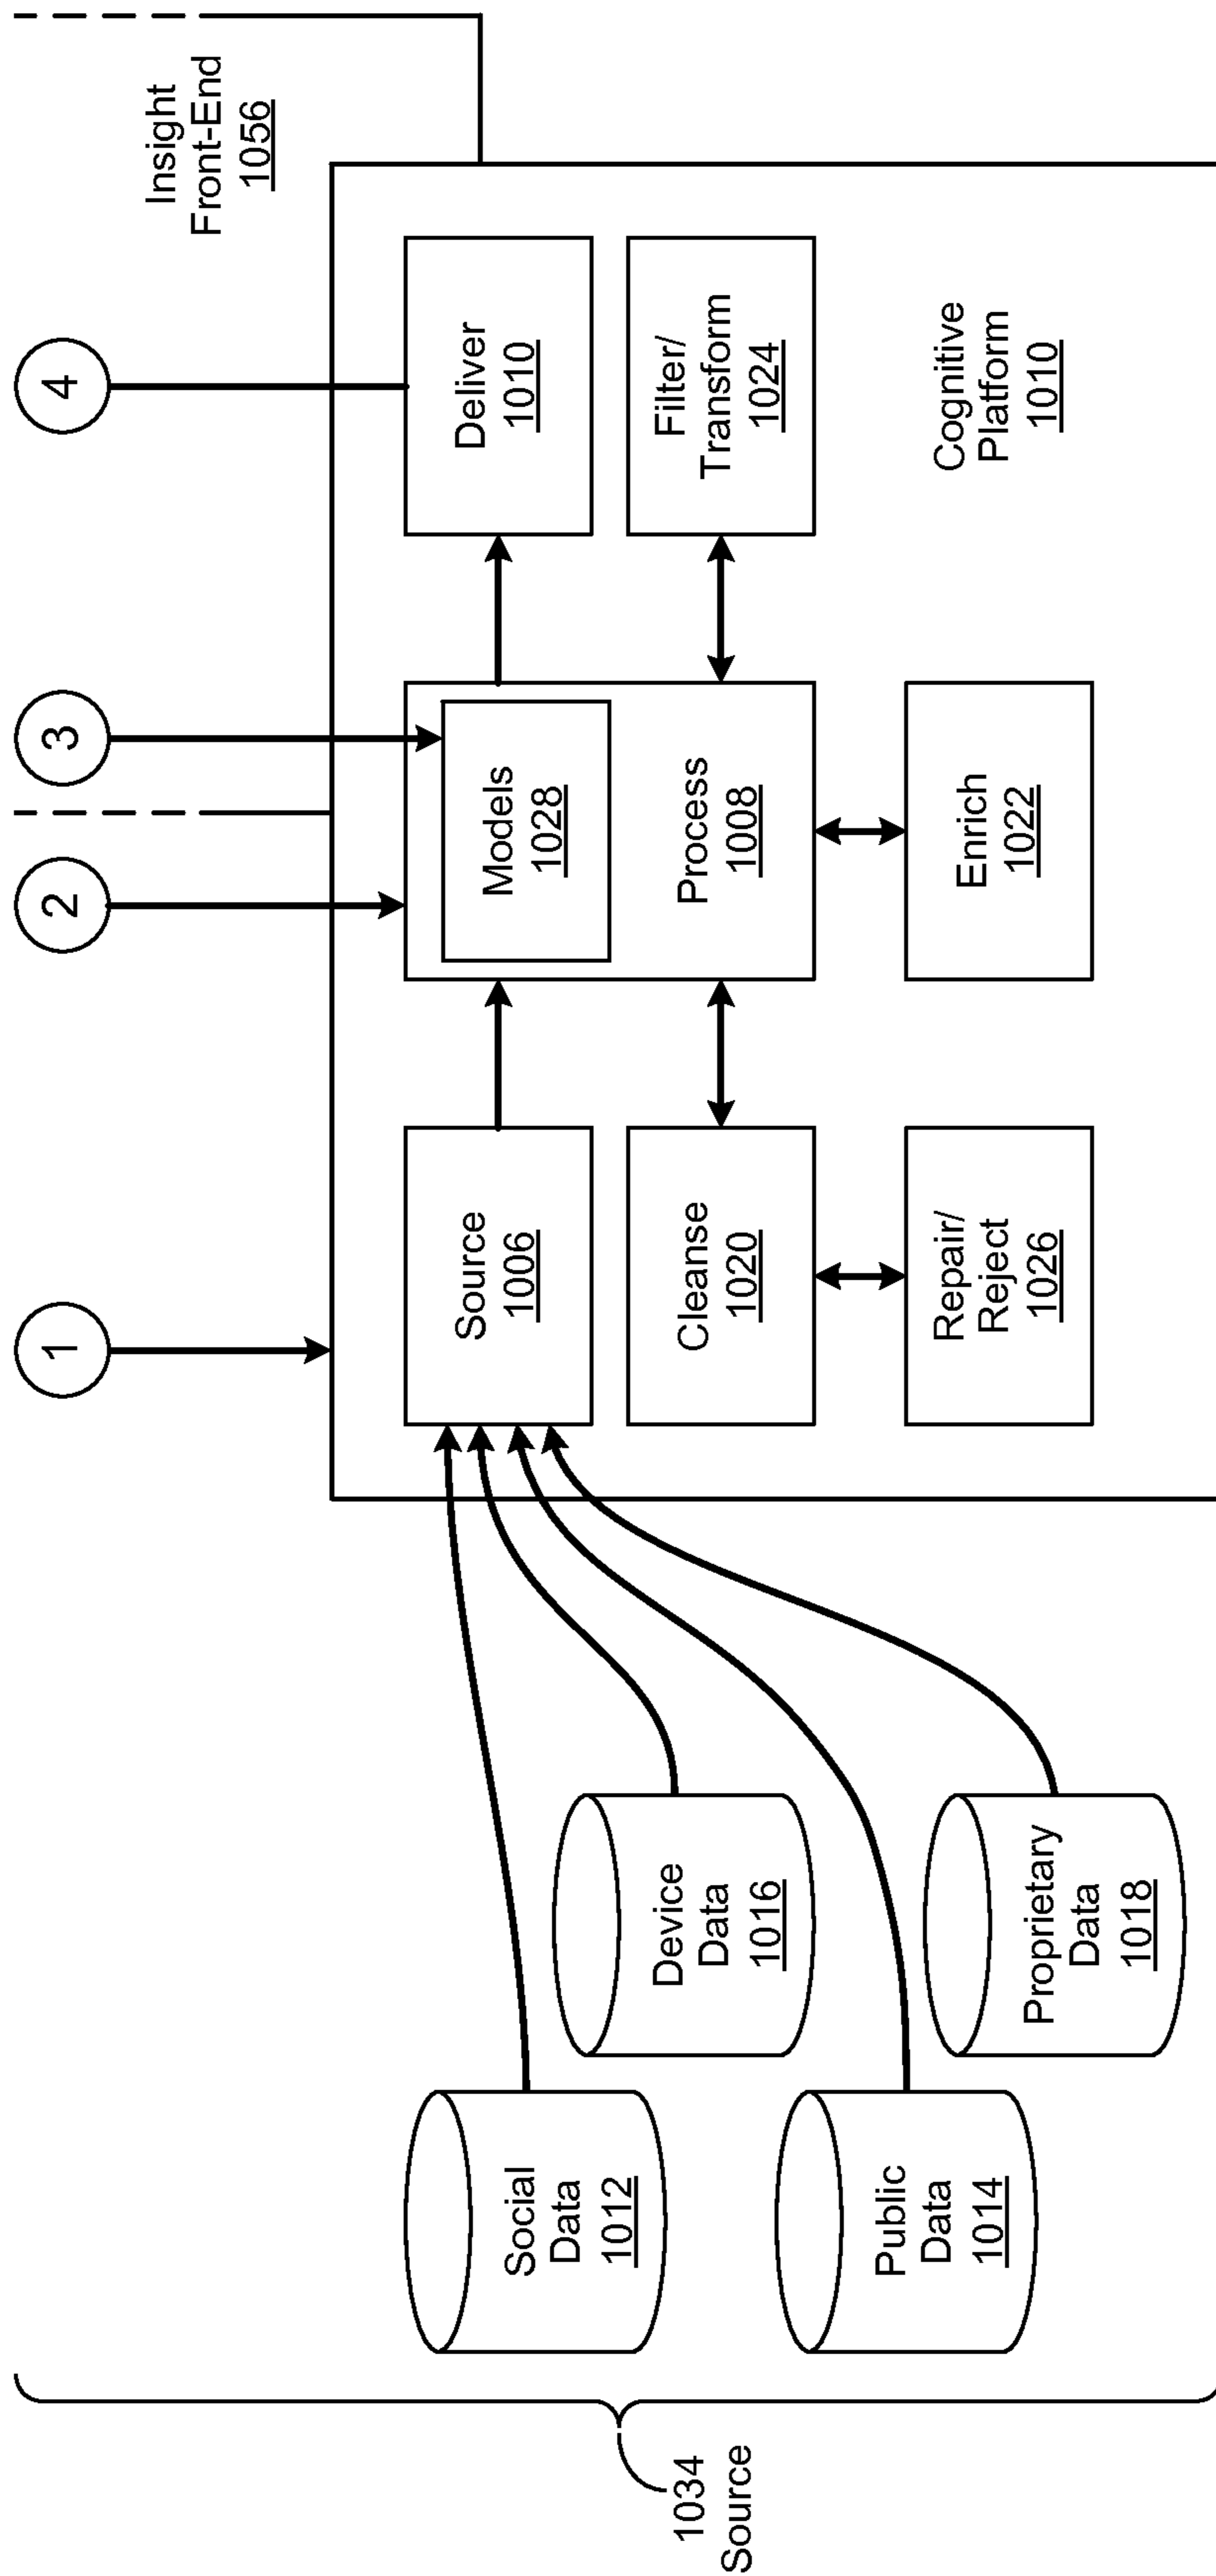 1034
Source
Social
Data
1012
Public
Data
1014
Device
Data
1016
Proprietary
Data
1018
1
2
3
4
Insight
Front-End
1056
Source
1006
Models
1028
Process
1008
Deliver
1010
Cleanse
1020
Filter/
Transform
1024
Repair/
Reject
1026
Enrich
1022
Cognitive
Platform
1010